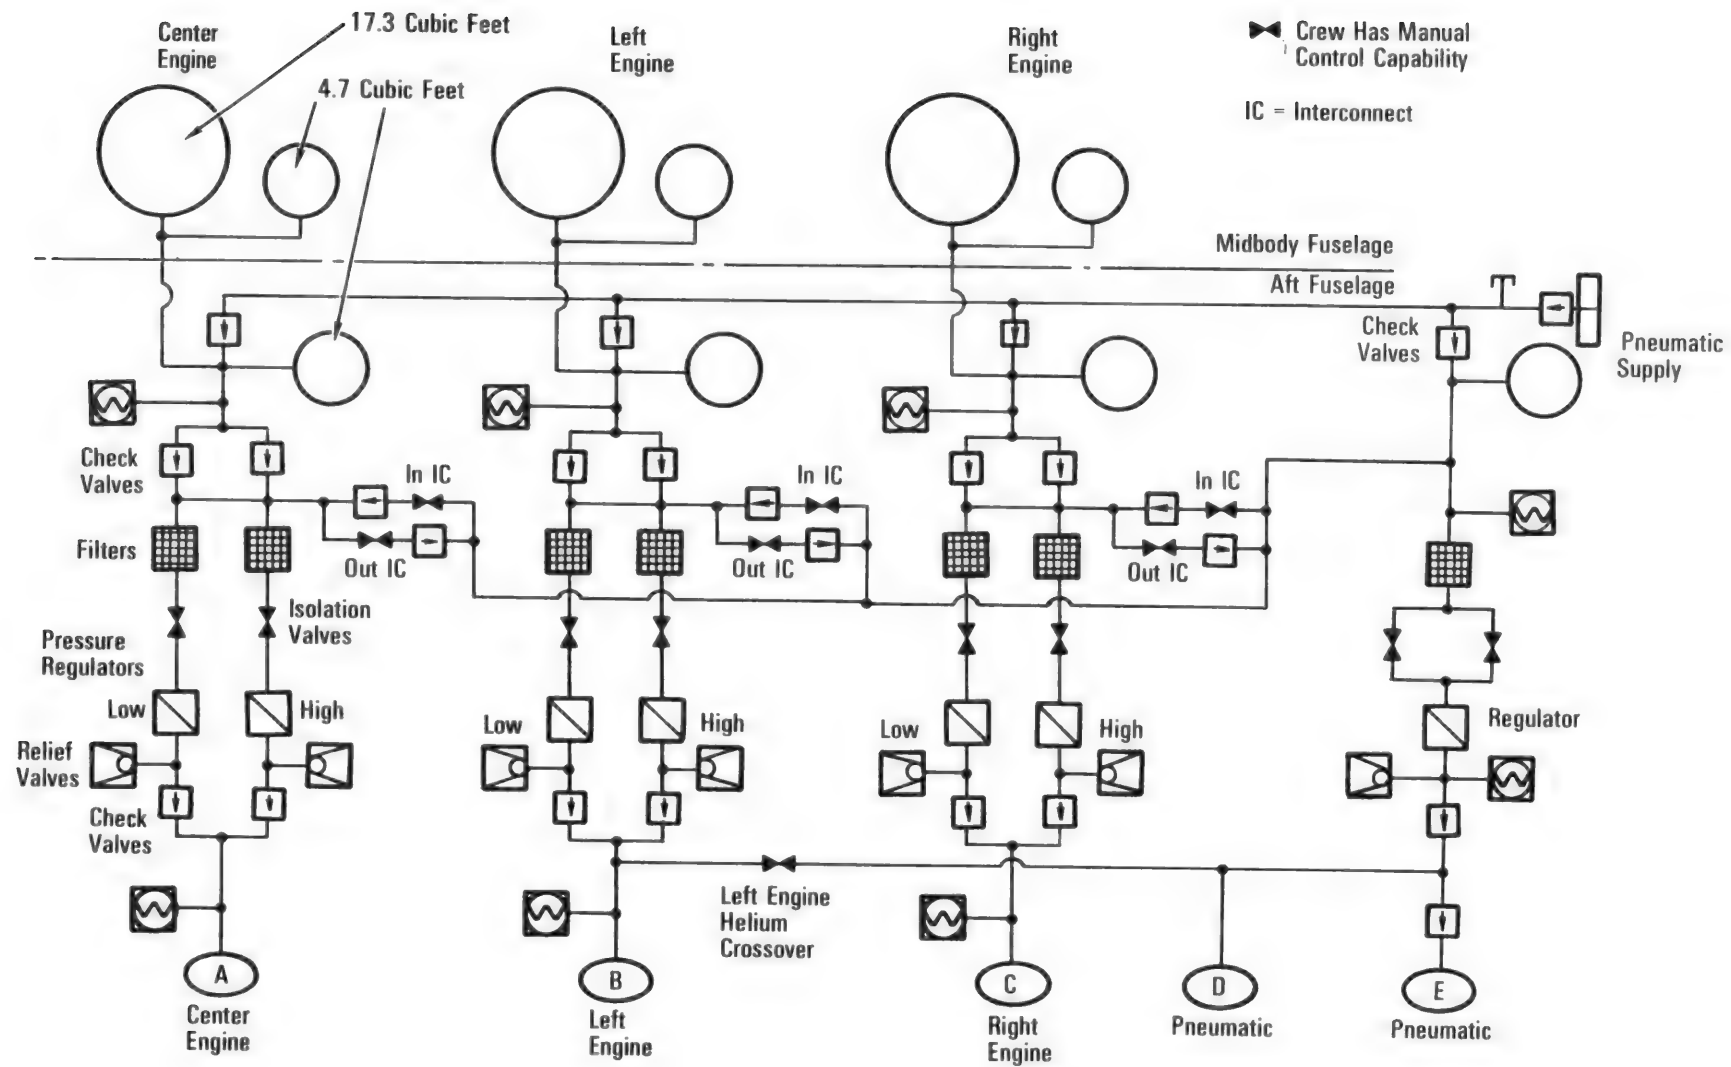 Center
Engine
17.3 Cubic Feet
4.7 Cubic Feet
Left
Engine
Right
Engine
Crew Has Manual
Control Capability
IC = Interconnect
Midbody Fuselage
Aft Fuselage
Check
Valves
Pneumatic
Supply
Check
Valves
In IC
In IC
In IC
Filters
Out IC
Out IC
Out IC
Isolation
Valves
Pressure
Regulators
Low
High
Low
High
Low
High
Regulator
Relief
Valves
Check
Valves
Left Engine
Helium
Crossover
A
Center
Engine
B
Left
Engine
C
Right
Engine
D
Pneumatic
E
Pneumatic